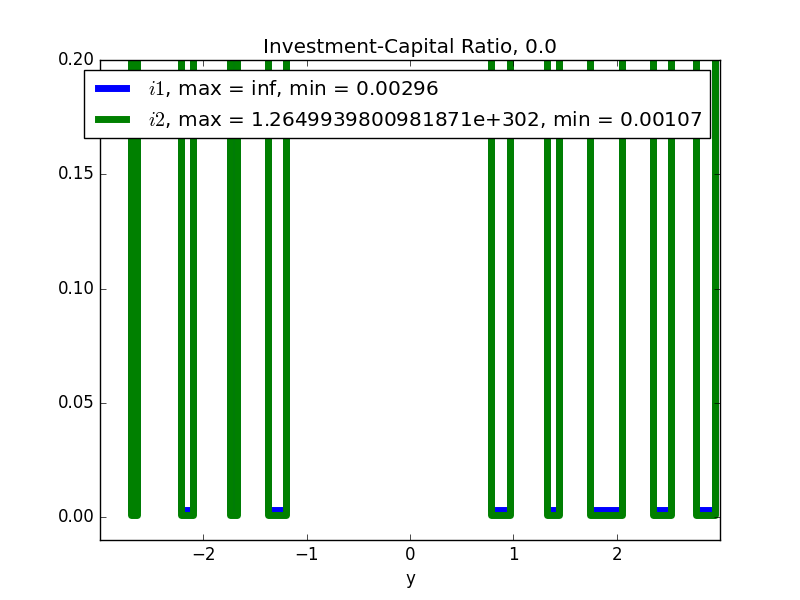 Investment-Capital Ratio, 0.0
i1, max = inf, min = 0.00296
i2, max = 1.2649939800981871e+302, min = 0.00107
0.20
0.15
0.10
0.05
0.00
−2 −1 0 1 2
y